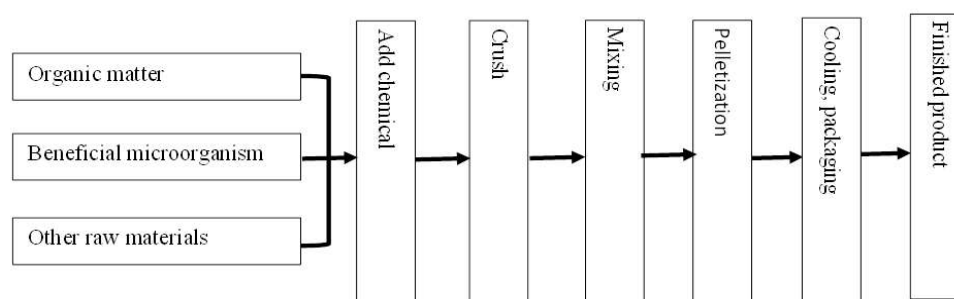 Organic matter
Beneficial microorganism
Other raw materials
Add chemical
Crush
Mixing
Pelletization
Cooling, packaging
Finished product